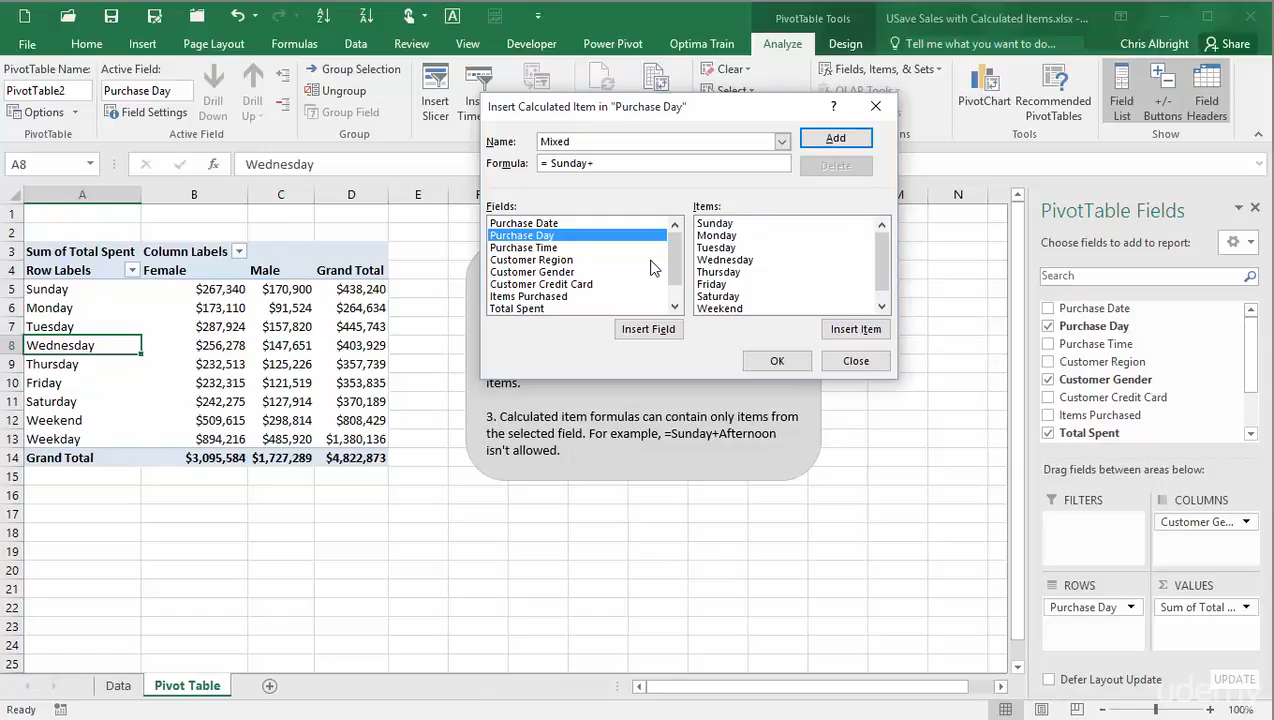 PivotTable Tools
USave Sales with Calculated Items.xlsx -...
File Home Insert Page Layout Formulas Data Review View Developer Power Pivot Optima Train Analyze Design Tell me what you want to do... Chris Albright Share
PivotTable Name: Active Field:
PivotTable2 Purchase Day
Options Field Settings
Drill Down Drill Up
Group Selection
Ungroup
Group Field
Insert Slicer
Clear
Select
Fields, Items, & Sets
OLAP Tools
PivotChart Recommended PivotTables
Field List +/- Buttons Field Headers
PivotTable Active Field Group Tools Show
A8 fx Wednesday
A B C D E M N
1
2
3 Sum of Total Spent Column Labels
4 Row Labels Female Male Grand Total
5 Sunday $267,340 $170,900 $438,240
6 Monday $173,110 $91,524 $264,634
7 Tuesday $287,924 $157,820 $445,743
8 Wednesday $256,278 $147,651 $403,929
9 Thursday $232,513 $125,226 $357,739
10 Friday $232,315 $121,519 $353,835
11 Saturday $242,275 $127,914 $370,189
12 Weekend $509,615 $298,814 $808,429
13 Weekday $894,216 $485,920 $1,380,136
14 Grand Total $3,095,584 $1,727,289 $4,822,873
15
16
17
18
19
20
21
22
23
24
25
Insert Calculated Item in "Purchase Day" ?
Name: Mixed Add
Formula: = Sunday+ Delete
Fields: Items:
Purchase Date Sunday
Purchase Day Monday
Purchase Time Tuesday
Customer Region Wednesday
Customer Gender Thursday
Customer Credit Card Friday
Items Purchased Saturday
Total Spent Weekend
Insert Field Insert Item
OK Close
items.
3. Calculated item formulas can contain only items from
the selected field. For example, =Sunday+Afternoon
isn't allowed.
PivotTable Fields
Choose fields to add to report:
Search
Purchase Date
Purchase Day
Purchase Time
Customer Region
Customer Gender
Customer Credit Card
Items Purchased
Total Spent
Drag fields between areas below:
FILTERS COLUMNS
Customer Ge...
ROWS Σ VALUES
Purchase Day Sum of Total ...
Defer Layout Update UPDATE
Data Pivot Table
Ready 100%
udemy